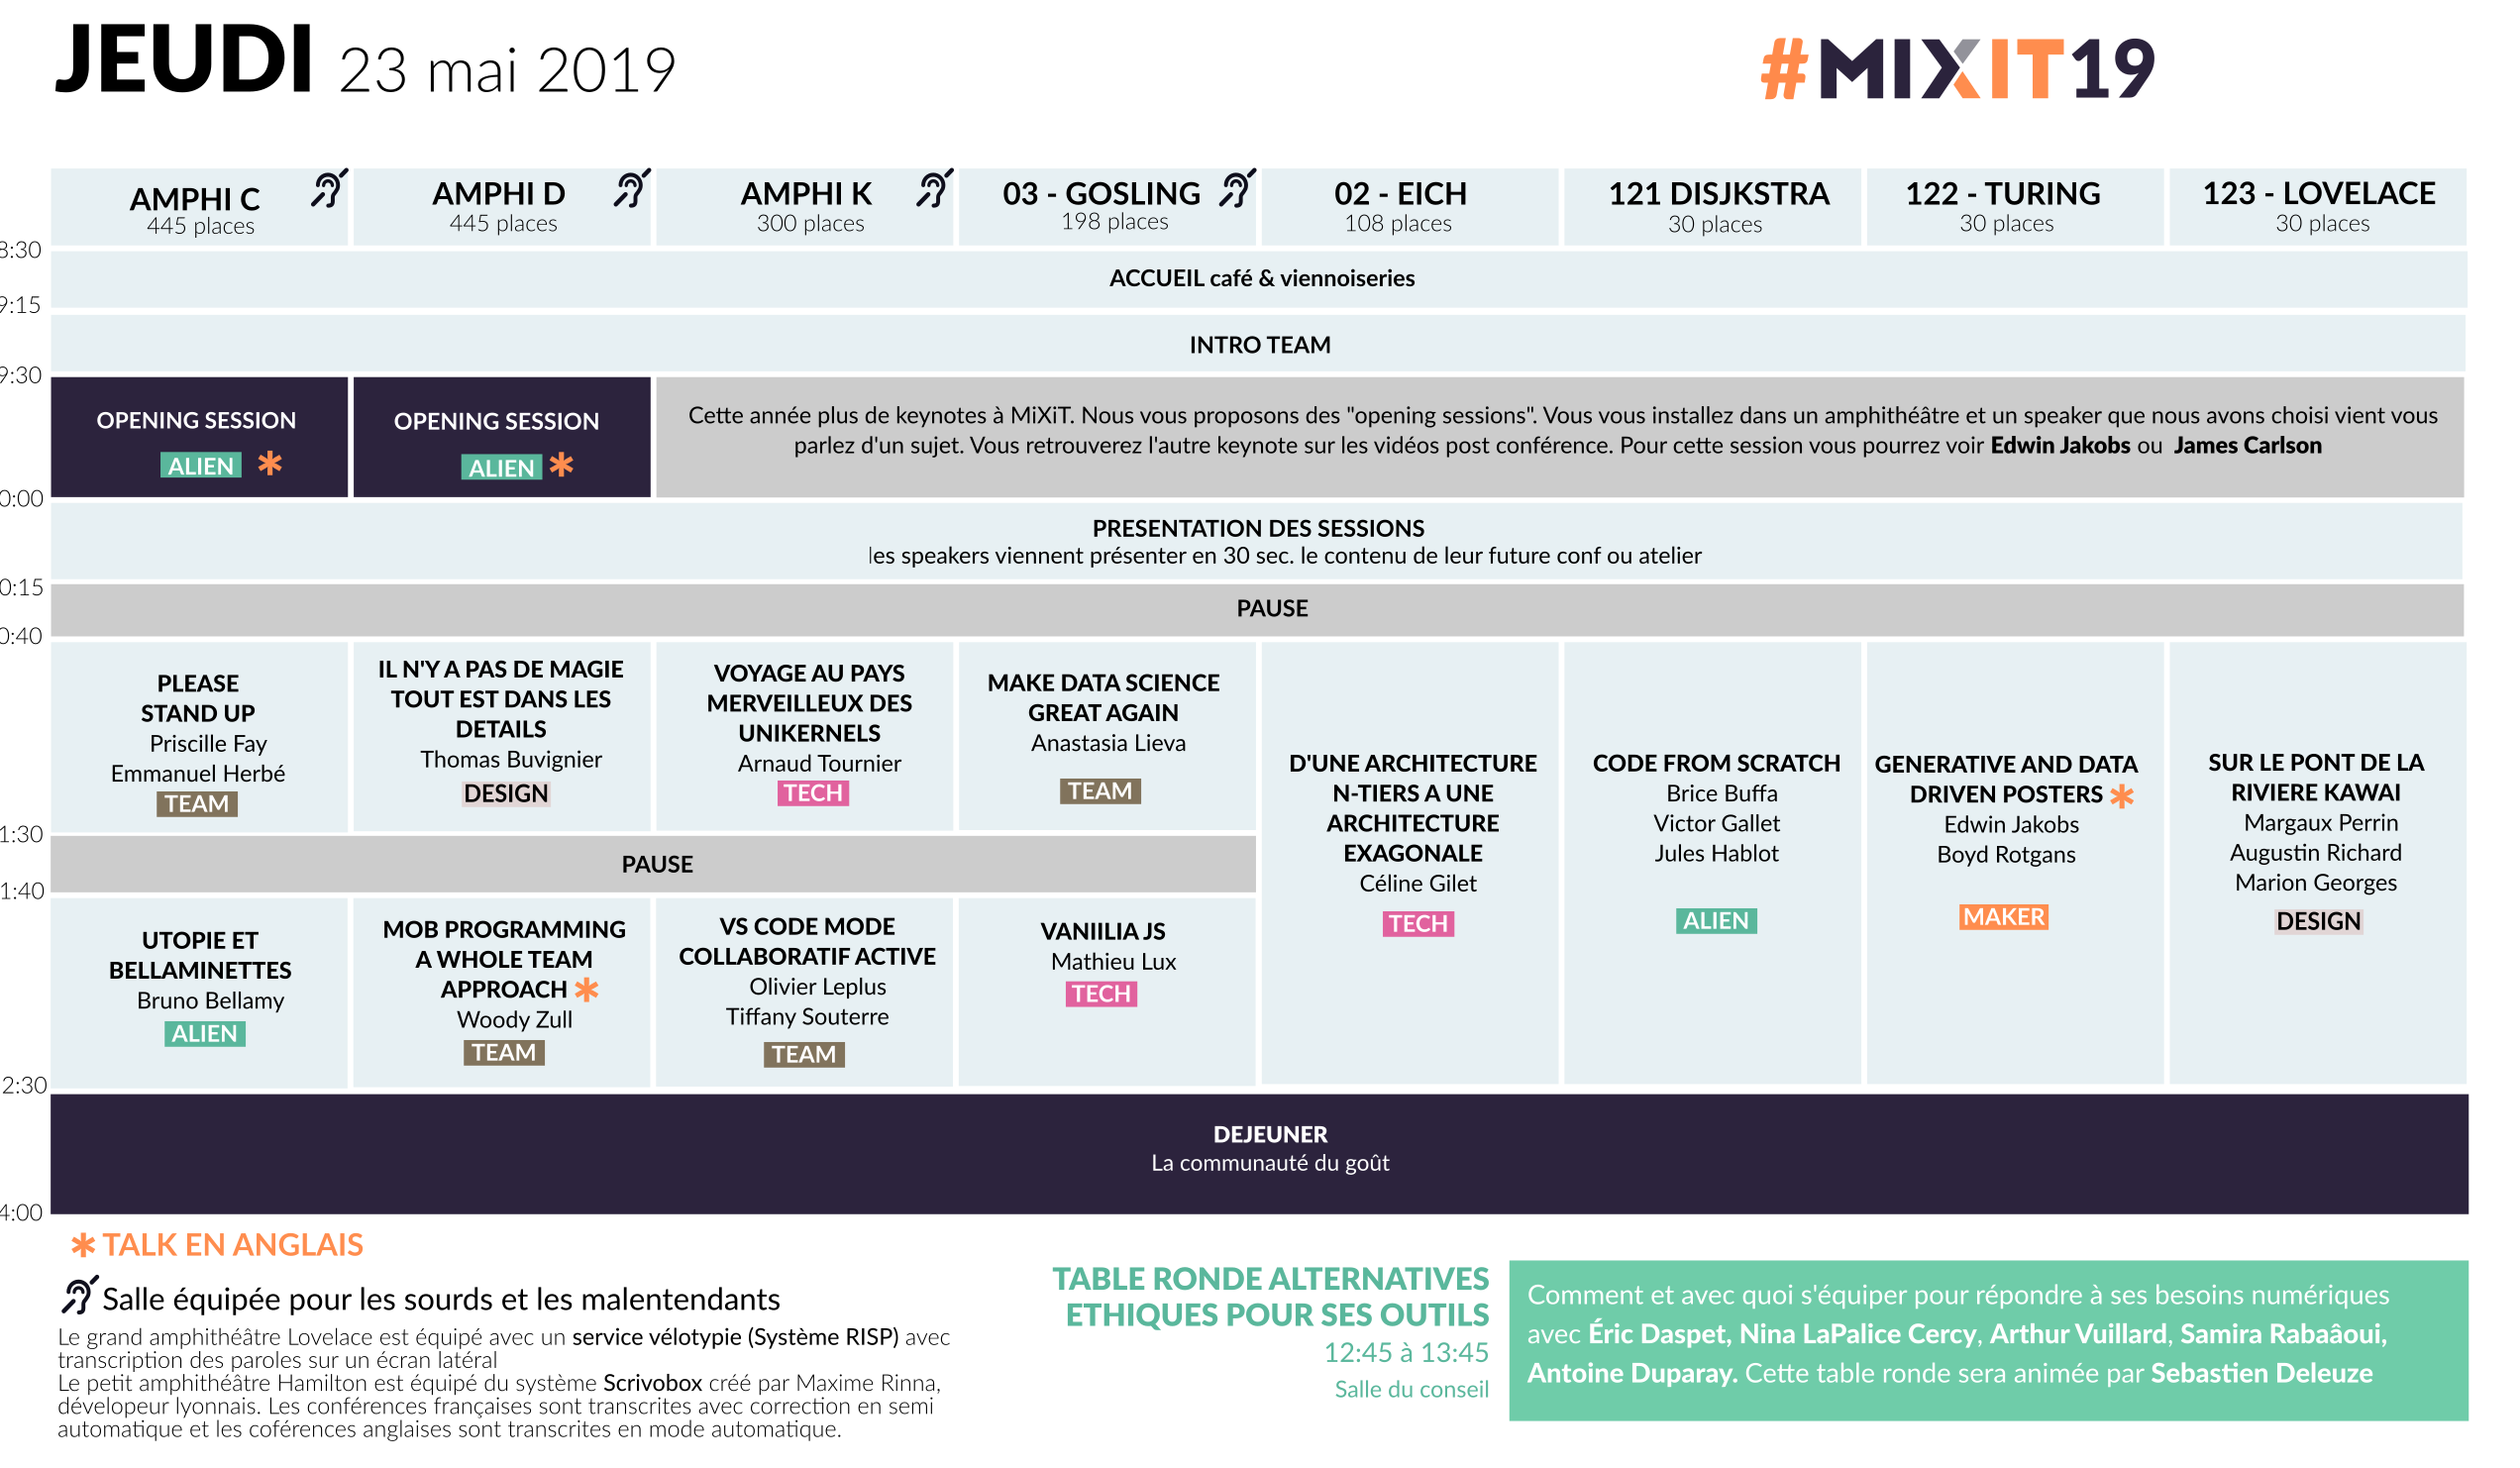 JEUDI 23 mai 2019
#MIXIT19
AMPHI C
445 places
AMPHI D
445 places
AMPHI K
300 places
03 - GOSLING
198 places
02 - EICH
108 places
121 DISJKSTRA
30 places
122 - TURING
30 places
123 - LOVELACE
30 places
8:30
ACCUEIL café & viennoiseries
9:15
INTRO TEAM
9:30
OPENING SESSION
ALIEN *
OPENING SESSION
ALIEN *
Cette année plus de keynotes à MiXiT. Nous vous proposons des "opening sessions". Vous vous installez dans un amphithéâtre et un speaker que nous avons choisi vient vous
parlez d'un sujet. Vous retrouverez l'autre keynote sur les vidéos post conférence. Pour cette session vous pourrez voir Edwin Jakobs ou James Carlson
0:00
PRESENTATION DES SESSIONS
les speakers viennent présenter en 30 sec. le contenu de leur future conf ou atelier
0:15
PAUSE
0:40
PLEASE
STAND UP
Priscille Fay
Emmanuel Herbé
TEAM
IL N'Y A PAS DE MAGIE
TOUT EST DANS LES
DETAILS
Thomas Buvignier
DESIGN
VOYAGE AU PAYS
MERVEILLEUX DES
UNIKERNELS
Arnaud Tournier
TECH
MAKE DATA SCIENCE
GREAT AGAIN
Anastasia Lieva
TEAM
D'UNE ARCHITECTURE
N-TIERS A UNE
ARCHITECTURE
EXAGONALE
Céline Gilet
TECH
CODE FROM SCRATCH
Brice Buffa
Victor Gallet
Jules Hablot
ALIEN
GENERATIVE AND DATA
DRIVEN POSTERS *
Edwin Jakobs
Boyd Rotgans
MAKER
SUR LE PONT DE LA
RIVIERE KAWAI
Margaux Perrin
Augustin Richard
Marion Georges
DESIGN
1:30
PAUSE
1:40
UTOPIE ET
BELLAMINETTES
Bruno Bellamy
ALIEN
MOB PROGRAMMING
A WHOLE TEAM
APPROACH *
Woody Zull
TEAM
VS CODE MODE
COLLABORATIF ACTIVE
Olivier Leplus
Tiffany Souterre
TEAM
VANIILIA JS
Mathieu Lux
TECH
2:30
DEJEUNER
La communauté du goût
4:00
* TALK EN ANGLAIS
Salle équipée pour les sourds et les malentendants
Le grand amphithéâtre Lovelace est équipé avec un service vélotypie (Système RISP) avec
transcription des paroles sur un écran latéral
Le petit amphithéâtre Hamilton est équipé du système Scrivobox créé par Maxime Rinna,
dévelopeur lyonnais. Les conférences françaises sont transcrites avec correction en semi
automatique et les coférences anglaises sont transcrites en mode automatique.
TABLE RONDE ALTERNATIVES
ETHIQUES POUR SES OUTILS
12:45 à 13:45
Salle du conseil
Comment et avec quoi s'équiper pour répondre à ses besoins numériques
avec Éric Daspet, Nina LaPalice Cercy, Arthur Vuillard, Samira Rabaâoui,
Antoine Duparay. Cette table ronde sera animée par Sebastien Deleuze